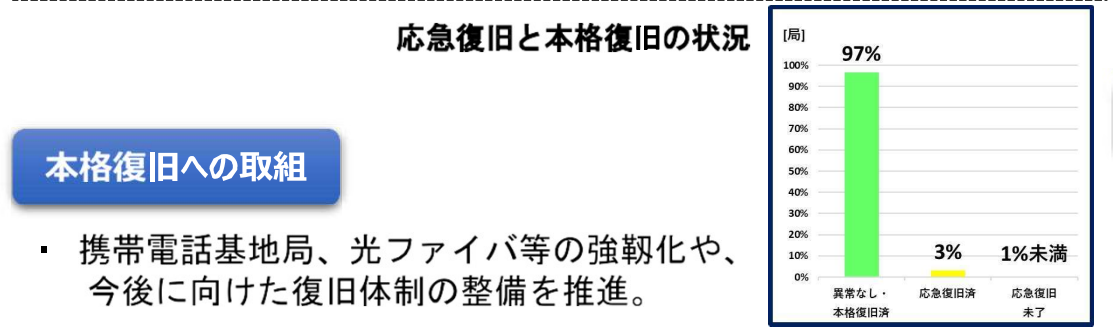 応急復旧と本格復旧の状況
本格復旧への取組
▪ 携帯電話基地局、光ファイバ等の強靱化や、
今後に向けた復旧体制の整備を推進。
[局]
97%
100%
90%
80%
70%
60%
50%
40%
30%
20%
10%
0%
3%
1%未満
異常なし・
本格復旧済
応急復旧済
応急復旧
未了